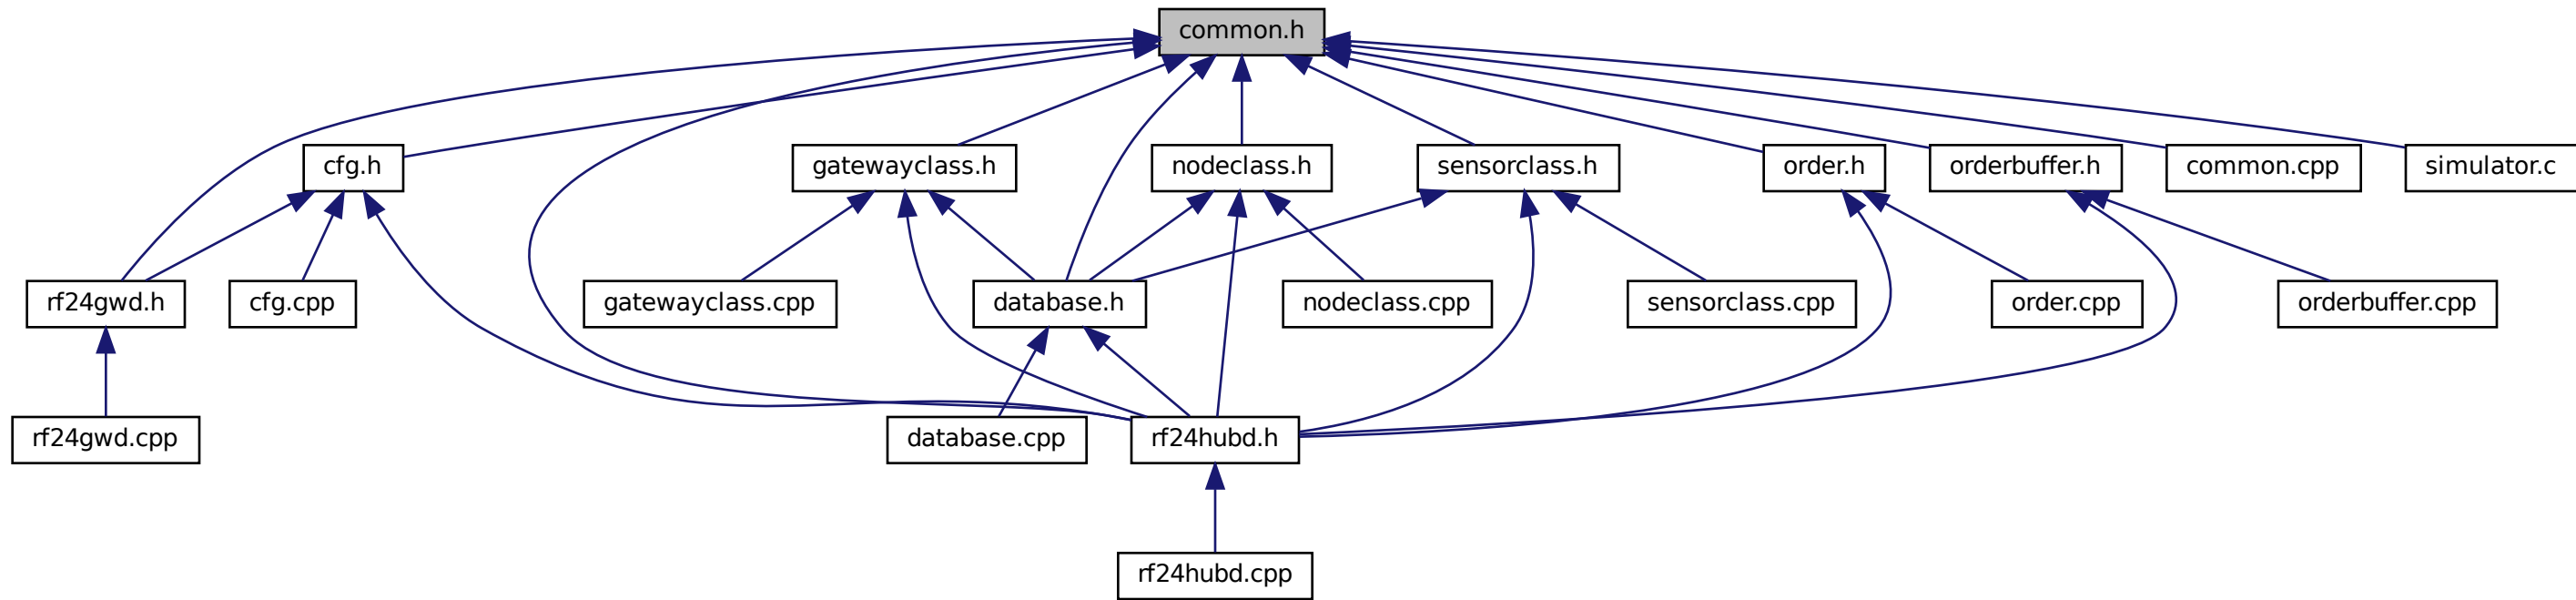 common.h
cfg.h
gatewayclass.h
nodeclass.h
sensorclass.h
order.h
orderbuffer.h
common.cpp
simulator.c
rf24gwd.h
cfg.cpp
gatewayclass.cpp
database.h
nodeclass.cpp
sensorclass.cpp
order.cpp
orderbuffer.cpp
rf24gwd.cpp
database.cpp
rf24hubd.h
rf24hubd.cpp